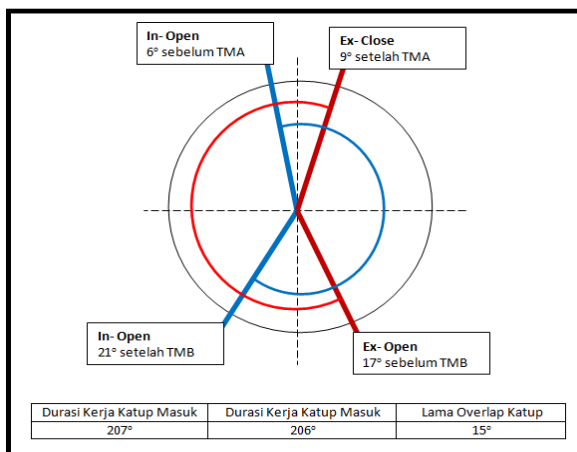 In- Open
6° sebelum TMA
Ex- Close
9° setelah TMA
In- Open
21° setelah TMB
Ex- Open
17° sebelum TMB
Durasi Kerja Katup Masuk Durasi Kerja Katup Masuk Lama Overlap Katup
207° 206° 15°